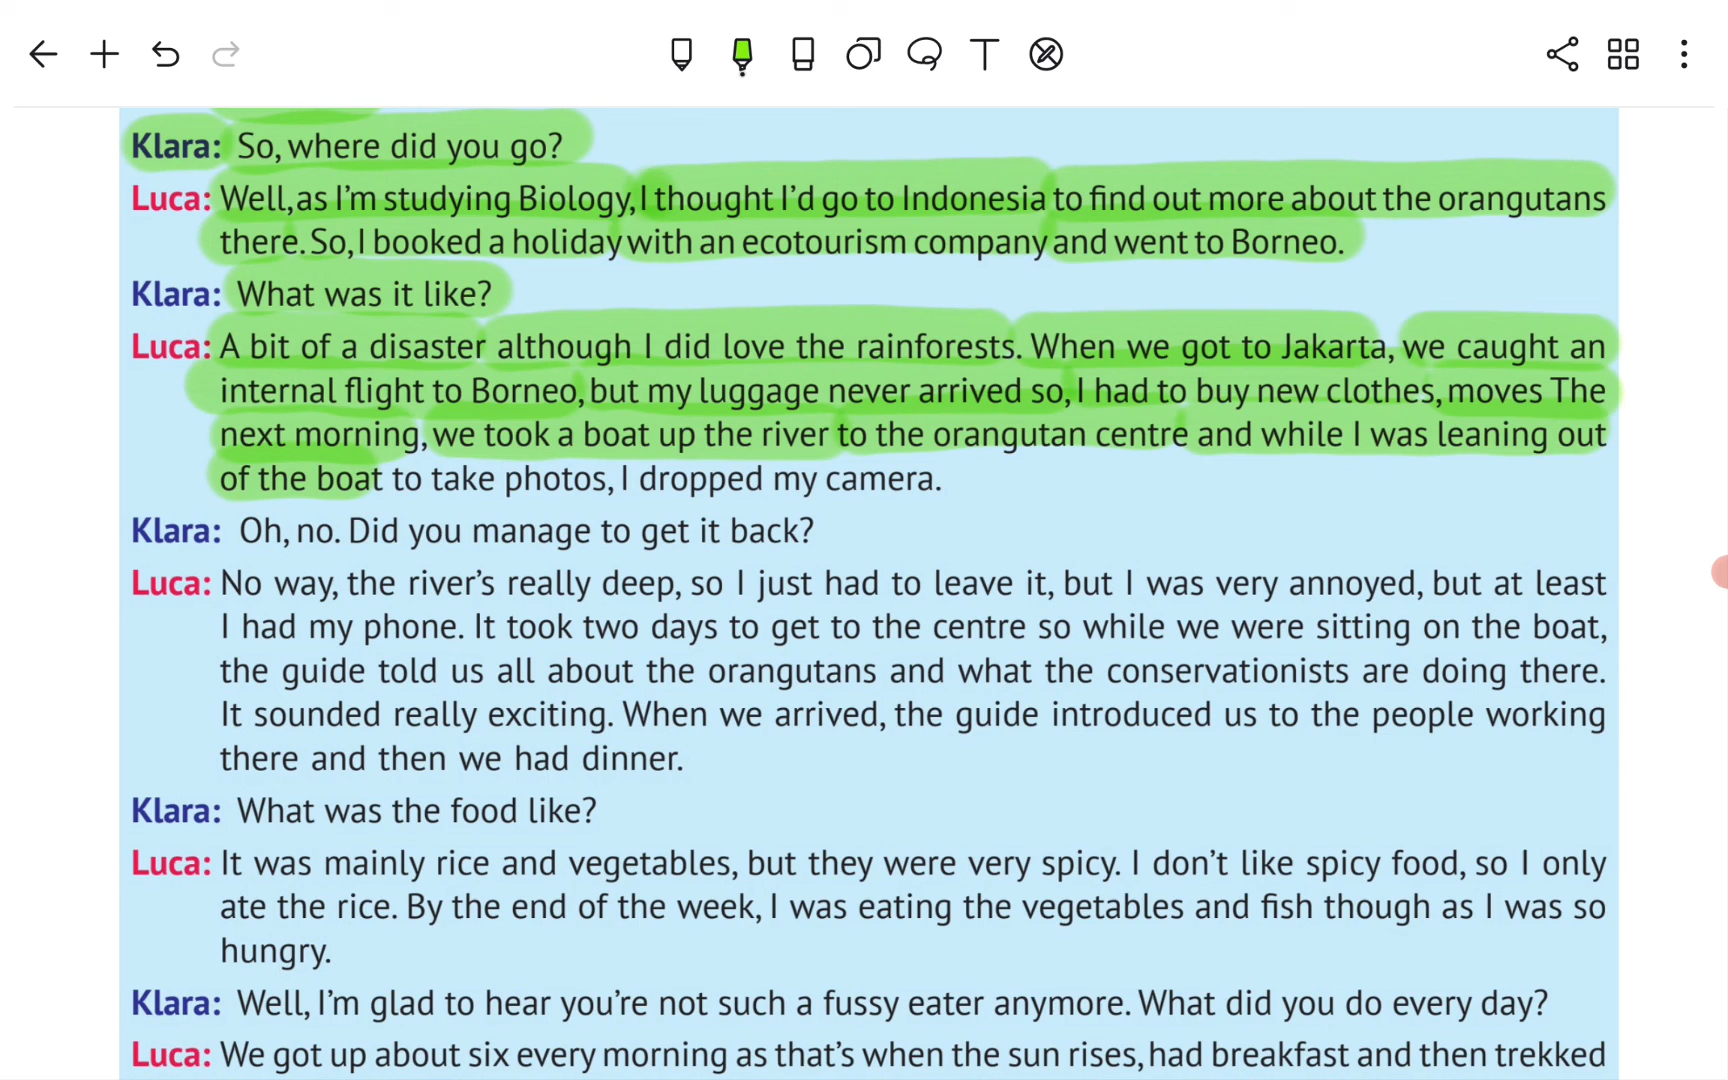 Klara: So, where did you go?
Luca: Well, as I'm studying Biology, I thought I'd go to Indonesia to find out more about the orangutans
there. So, I booked a holiday with an ecotourism company and went to Borneo.
Klara: What was it like?
Luca: A bit of a disaster although I did love the rainforests. When we got to Jakarta, we caught an
internal flight to Borneo, but my luggage never arrived so, I had to buy new clothes, moves The
next morning, we took a boat up the river to the orangutan centre and while I was leaning out
of the boat to take photos, I dropped my camera.
Klara: Oh, no. Did you manage to get it back?
Luca: No way, the river's really deep, so I just had to leave it, but I was very annoyed, but at least
I had my phone. It took two days to get to the centre so while we were sitting on the boat,
the guide told us all about the orangutans and what the conservationists are doing there.
It sounded really exciting. When we arrived, the guide introduced us to the people working
there and then we had dinner.
Klara: What was the food like?
Luca: It was mainly rice and vegetables, but they were very spicy. I don't like spicy food, so I only
ate the rice. By the end of the week, I was eating the vegetables and fish though as I was so
hungry.
Klara: Well, I'm glad to hear you're not such a fussy eater anymore. What did you do every day?
Luca: We got up about six every morning as that's when the sun rises, had breakfast and then trekked